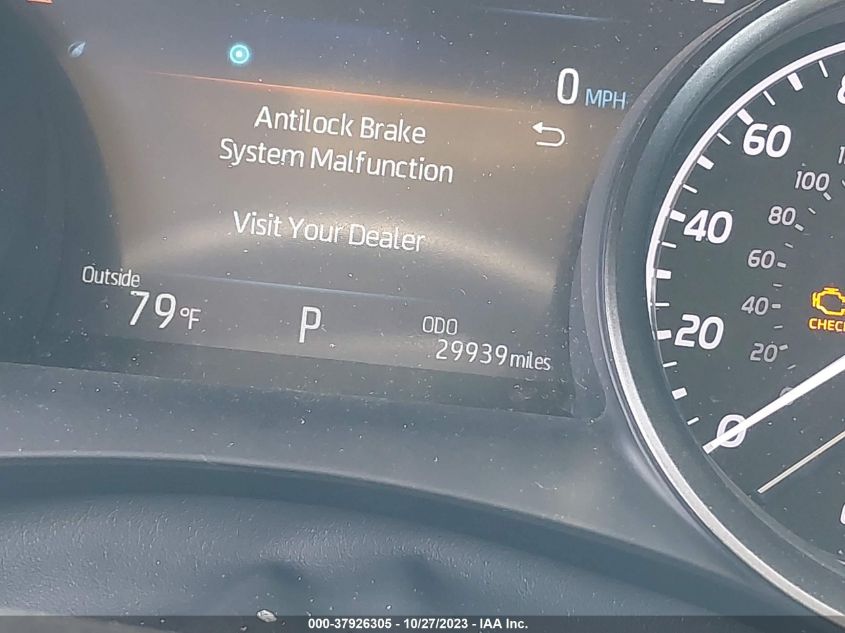 0 MPH
Antilock Brake
System Malfunction
Visit Your Dealer
Outside
79°F
P
ODO
29939 miles
60
40
20
0
100
80
60
40
20
CHECK
000-37926305 - 10/27/2023 - IAA Inc.